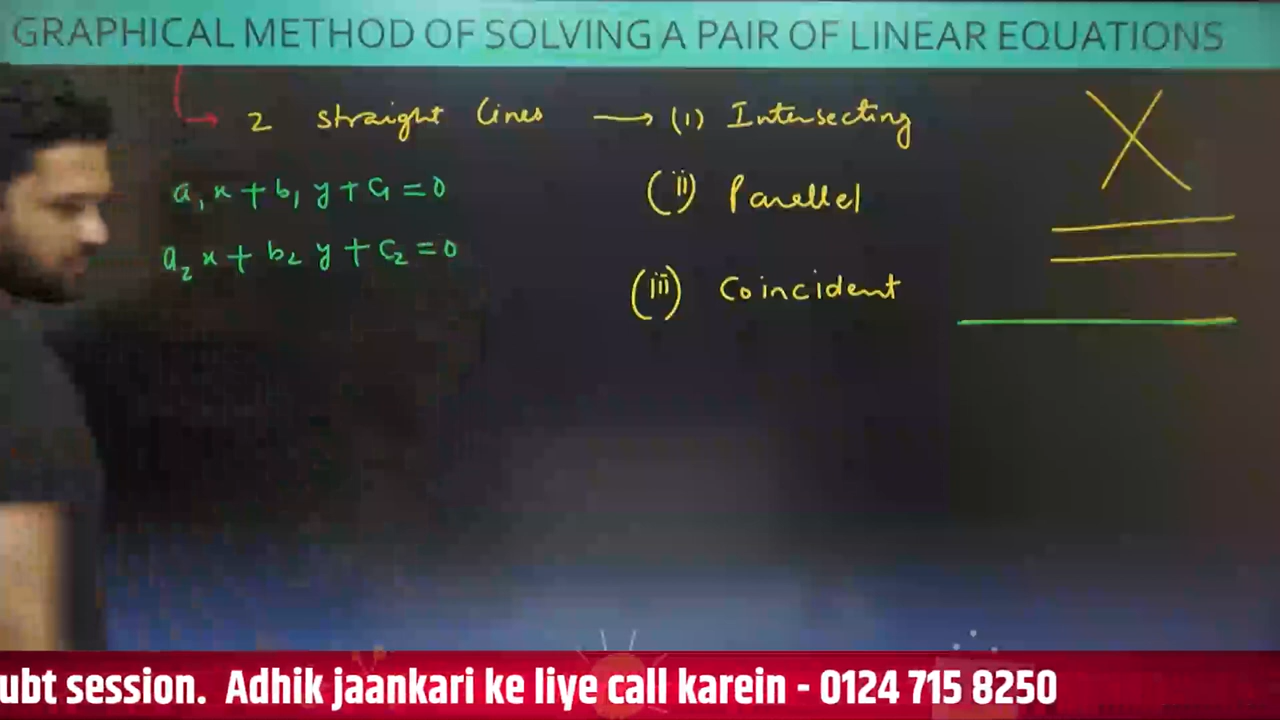 GRAPHICAL METHOD OF SOLVING A PAIR OF LINEAR EQUATIONS
2 straight lines → (i) Intersecting
a₁x + b₁y + c₁ = 0
(ii) Parallel
a₂x + b₂y + c₂ = 0
(iii) Coincident
ubt session. Adhik jaankari ke liye call karein - 0124 715 8250